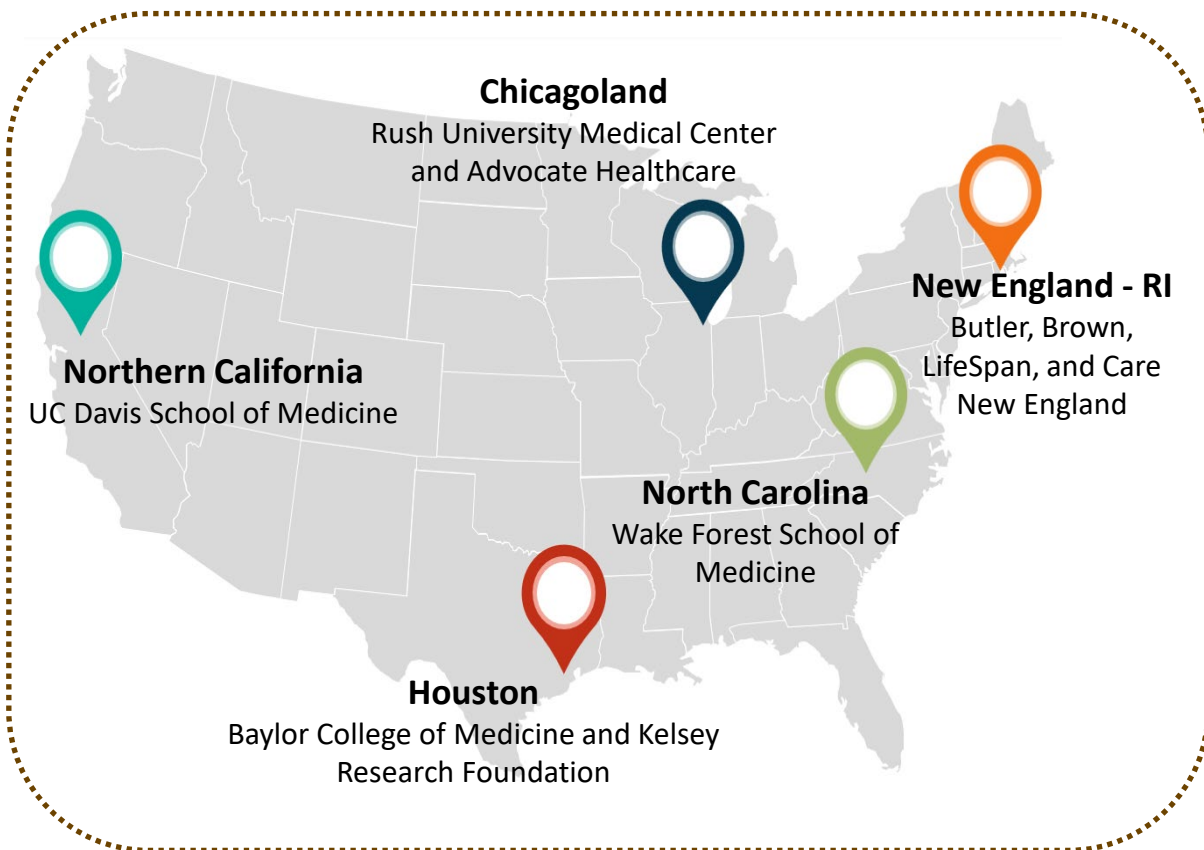 Chicagoland
Rush University Medical Center
and Advocate Healthcare
New England - RI
Butler, Brown,
LifeSpan, and Care
New England
Northern California
UC Davis School of Medicine
North Carolina
Wake Forest School of
Medicine
Houston
Baylor College of Medicine and Kelsey
Research Foundation